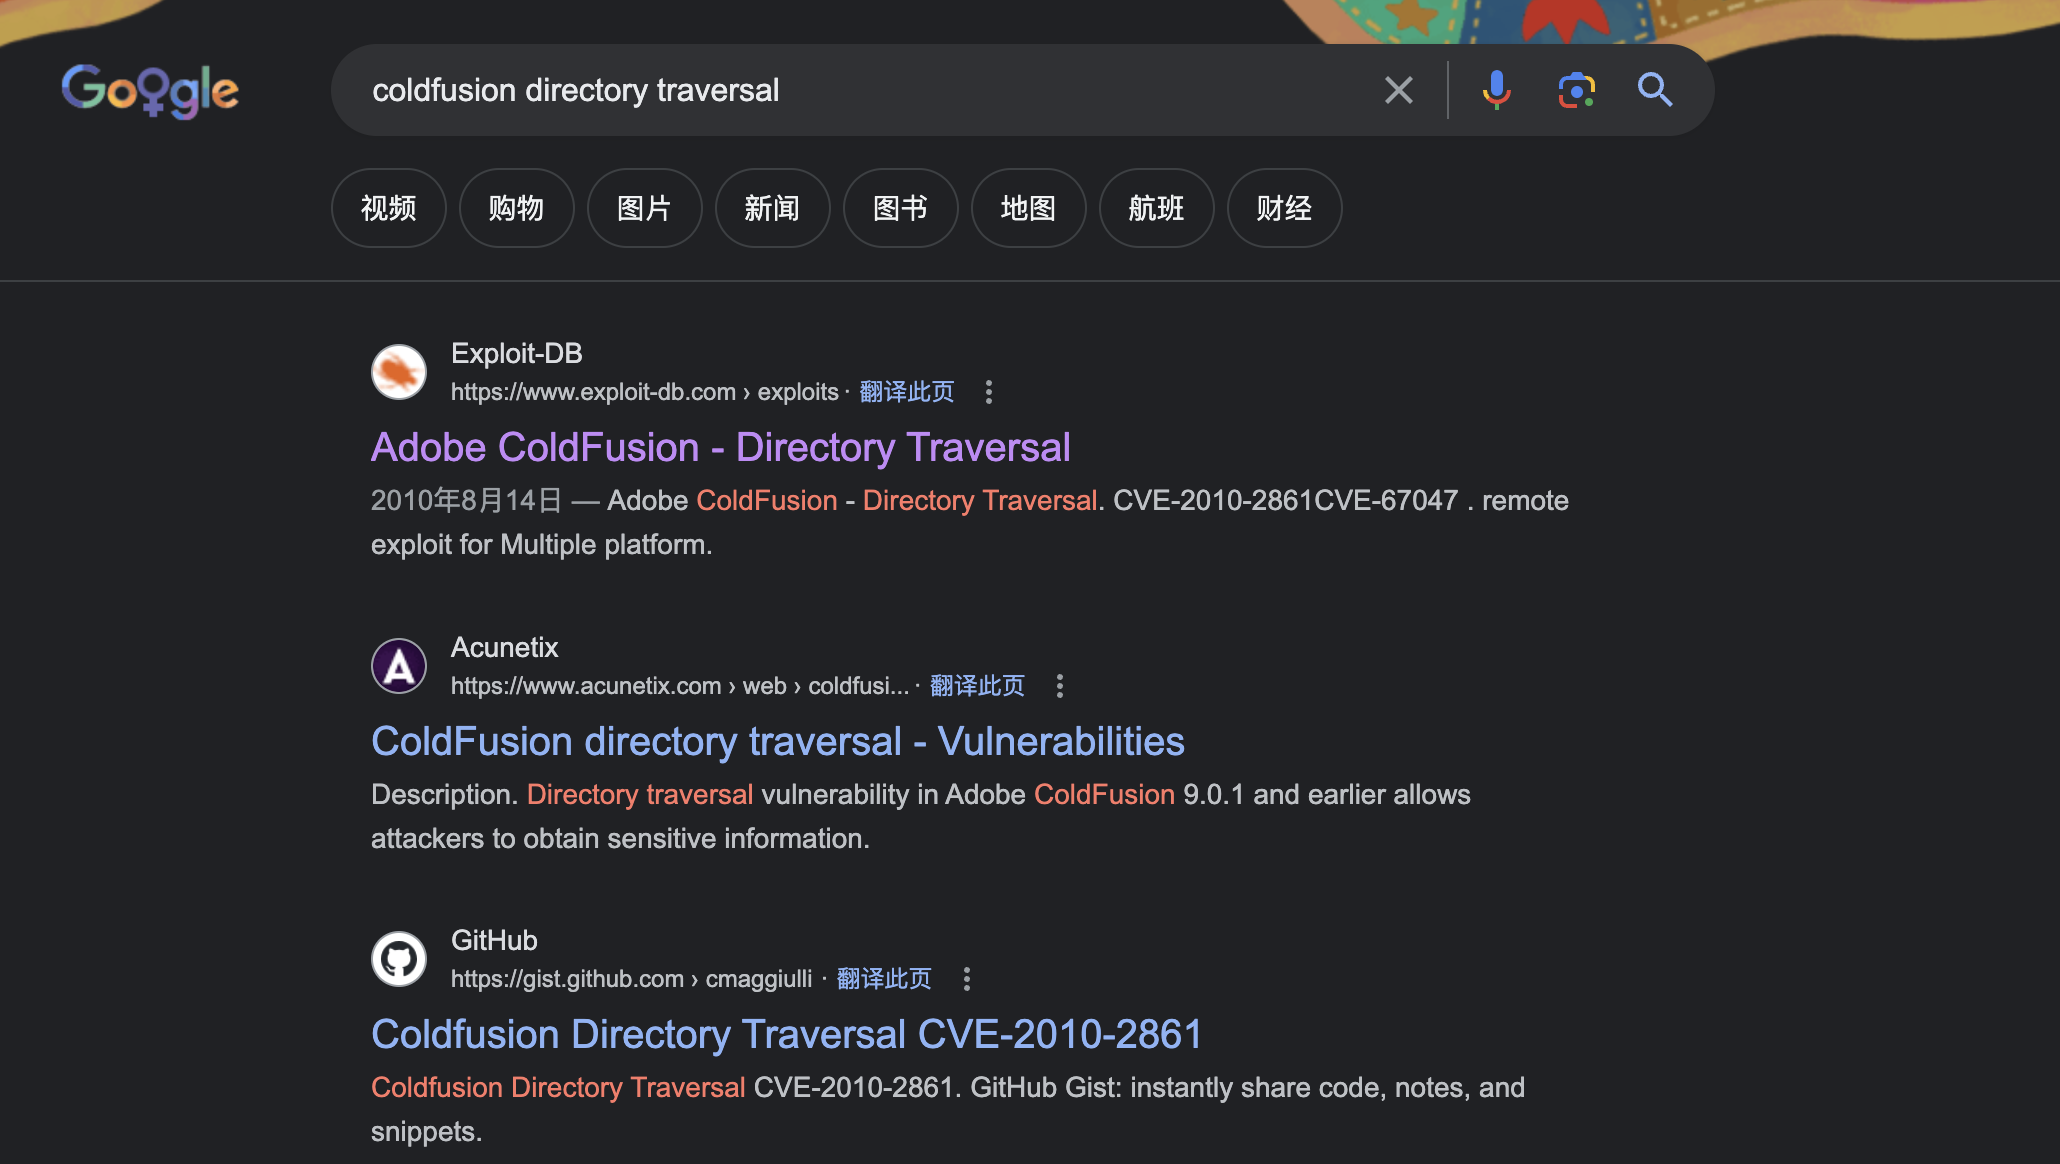 Google
coldfusion directory traversal
视频 购物 图片 新闻 图书 地图 航班 财经
Exploit-DB
https://www.exploit-db.com › exploits · 翻译此页
Adobe ColdFusion - Directory Traversal
2010年8月14日 — Adobe ColdFusion - Directory Traversal. CVE-2010-2861CVE-67047 . remote
exploit for Multiple platform.
Acunetix
https://www.acunetix.com › web › coldfusi... · 翻译此页
ColdFusion directory traversal - Vulnerabilities
Description. Directory traversal vulnerability in Adobe ColdFusion 9.0.1 and earlier allows
attackers to obtain sensitive information.
GitHub
https://gist.github.com › cmaggiulli · 翻译此页
Coldfusion Directory Traversal CVE-2010-2861
Coldfusion Directory Traversal CVE-2010-2861. GitHub Gist: instantly share code, notes, and
snippets.